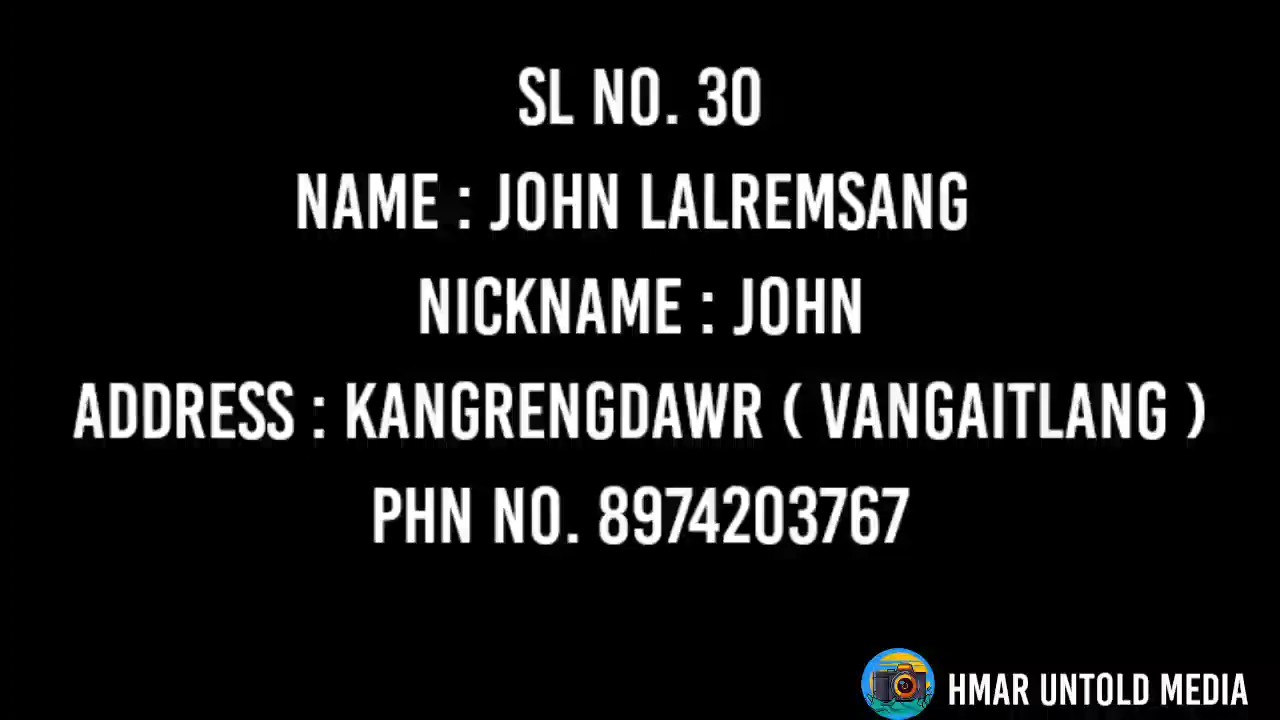 SL NO. 30
NAME : JOHN LALREMSANG
NICKNAME : JOHN
ADDRESS : KANGRENGDAWR ( VANGAITLANG )
PHN NO. 8974203767
HMAR UNTOLD MEDIA